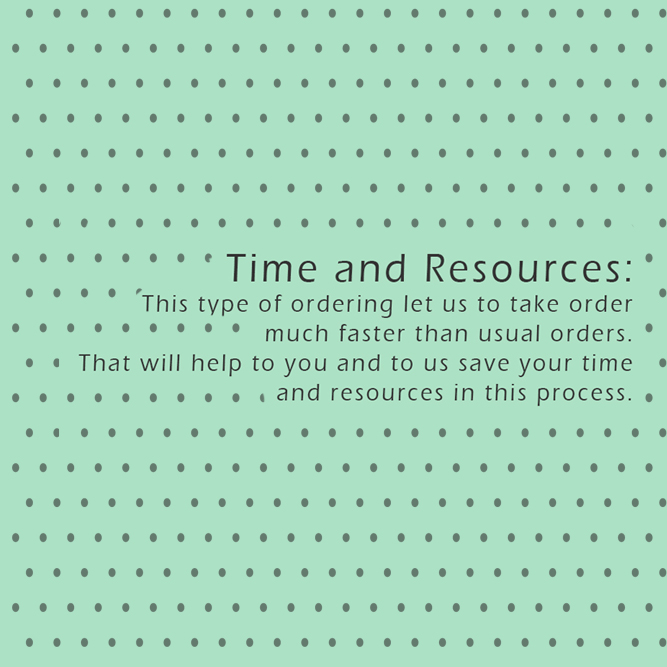 Time and Resources:
This type of ordering let us to take order
much faster than usual orders.
That will help to you and to us save your time
and resources in this process.